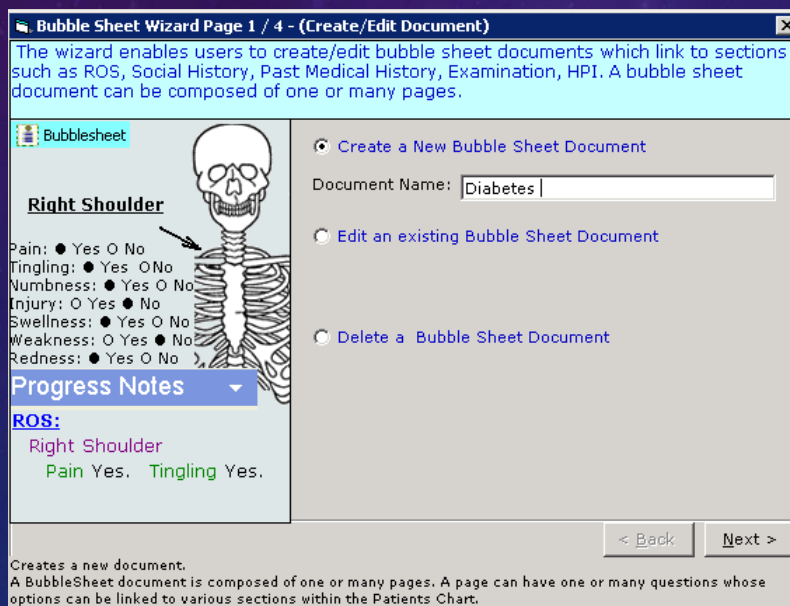 Bubble Sheet Wizard Page 1 / 4 - (Create/Edit Document)
The wizard enables users to create/edit bubble sheet documents which link to sections
such as ROS, Social History, Past Medical History, Examination, HPI. A bubble sheet
document can be composed of one or many pages.
Bubblesheet
Right Shoulder
Pain: ● Yes O No
Tingling: ● Yes ONo
Numbness: ● Yes O No
Injury: O Yes ● No
Swellness: ● Yes O No
Weakness: O Yes ● No
Redness: ● Yes O No
Progress Notes
ROS:
Right Shoulder
Pain Yes. Tingling Yes.
Create a New Bubble Sheet Document
Document Name: Diabetes
Edit an existing Bubble Sheet Document
Delete a Bubble Sheet Document
< Back
Next >
Creates a new document.
A BubbleSheet document is composed of one or many pages. A page can have one or many questions whose
options can be linked to various sections within the Patients Chart.